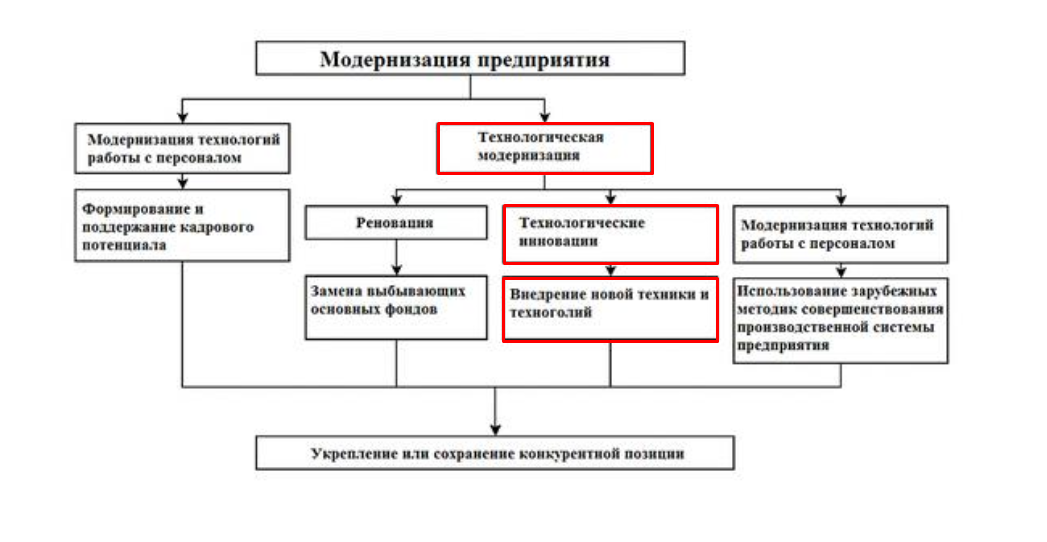 Модернизация предприятия
Модернизация технологий
работы с персоналом
Технологическая
модернизация
Формирование и
поддержание кадрового
потенциала
Реновация
Технологические
инновации
Модернизация технологий
работы с персоналом
Замена выбывающих
основных фондов
Внедрение новой техники и
техноголий
Использование зарубежных
методик совершенствования
производственной системы
предприятия
Укрепление или сохранение конкурентной позиции